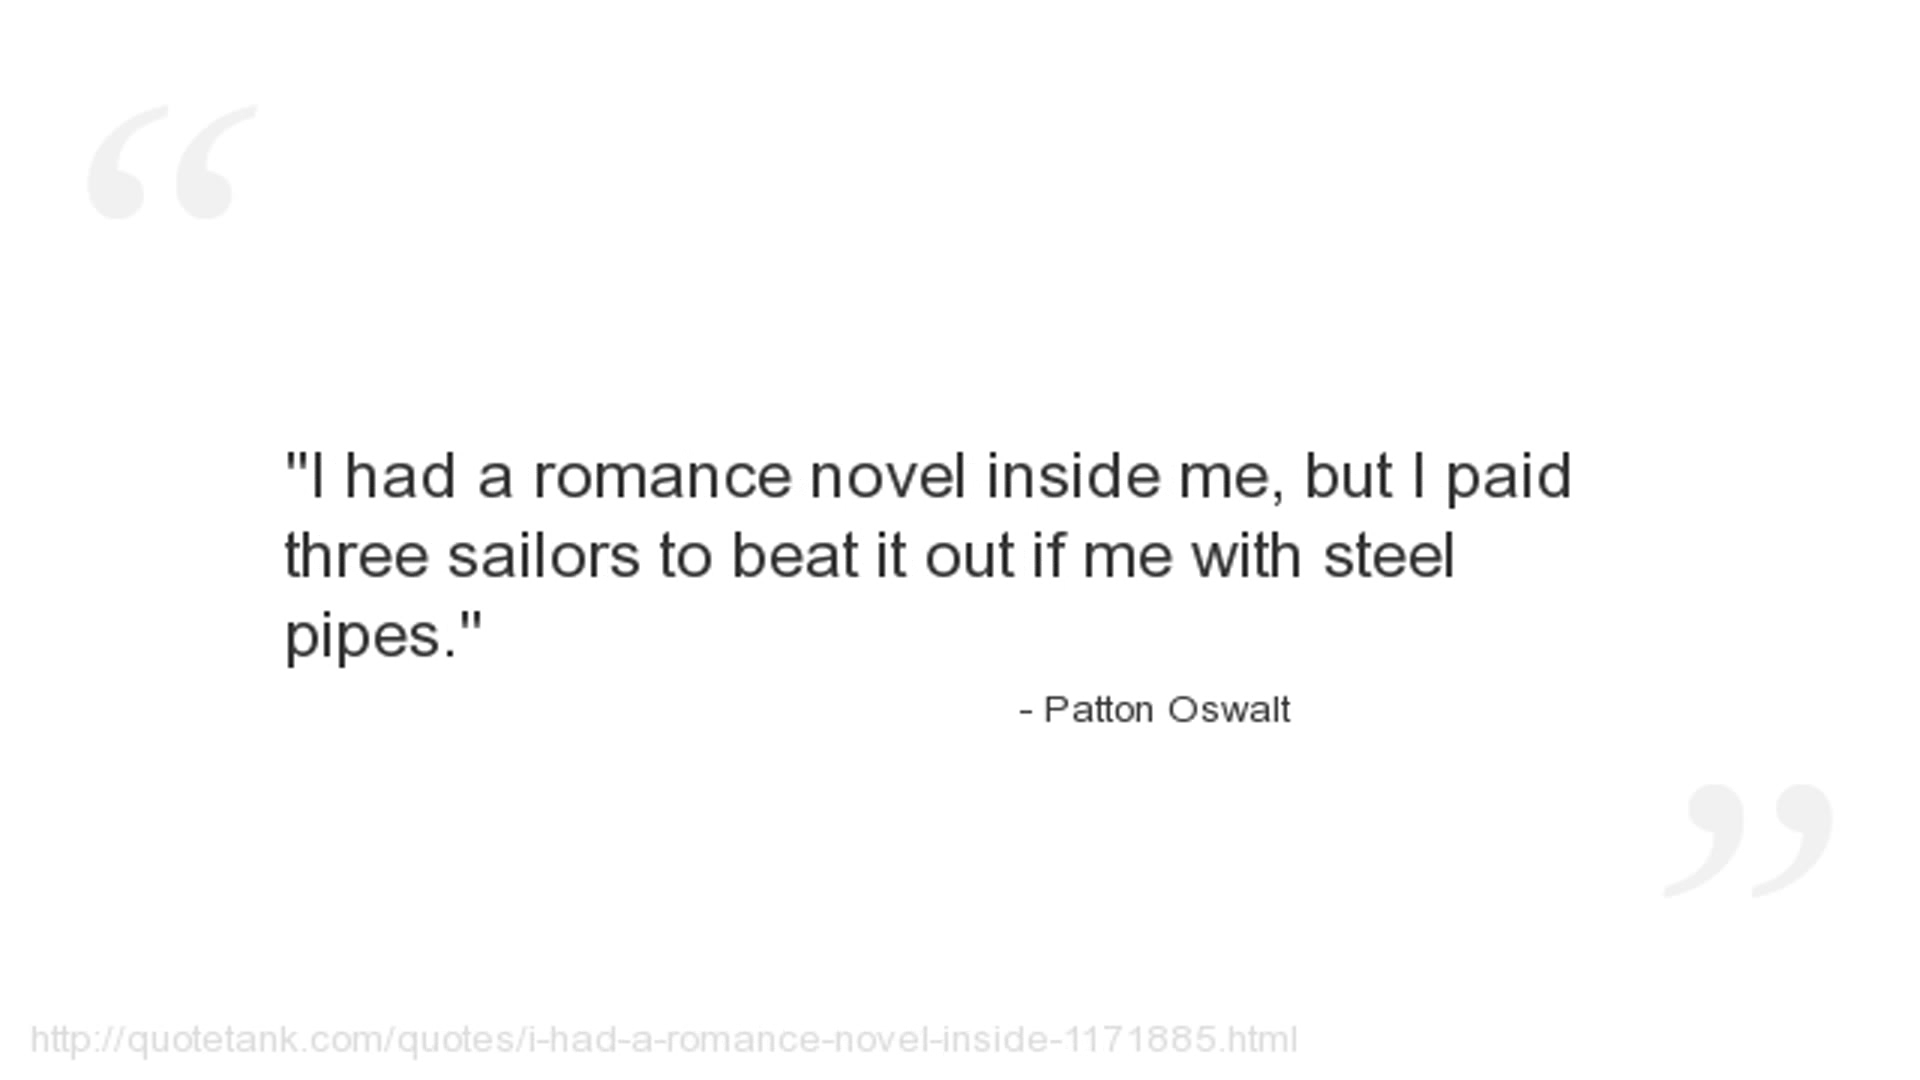 "I had a romance novel inside me, but I paid
three sailors to beat it out if me with steel
pipes."
- Patton Oswalt
http://quotetank.com/quotes/i-had-a-romance-novel-inside-1171885.html